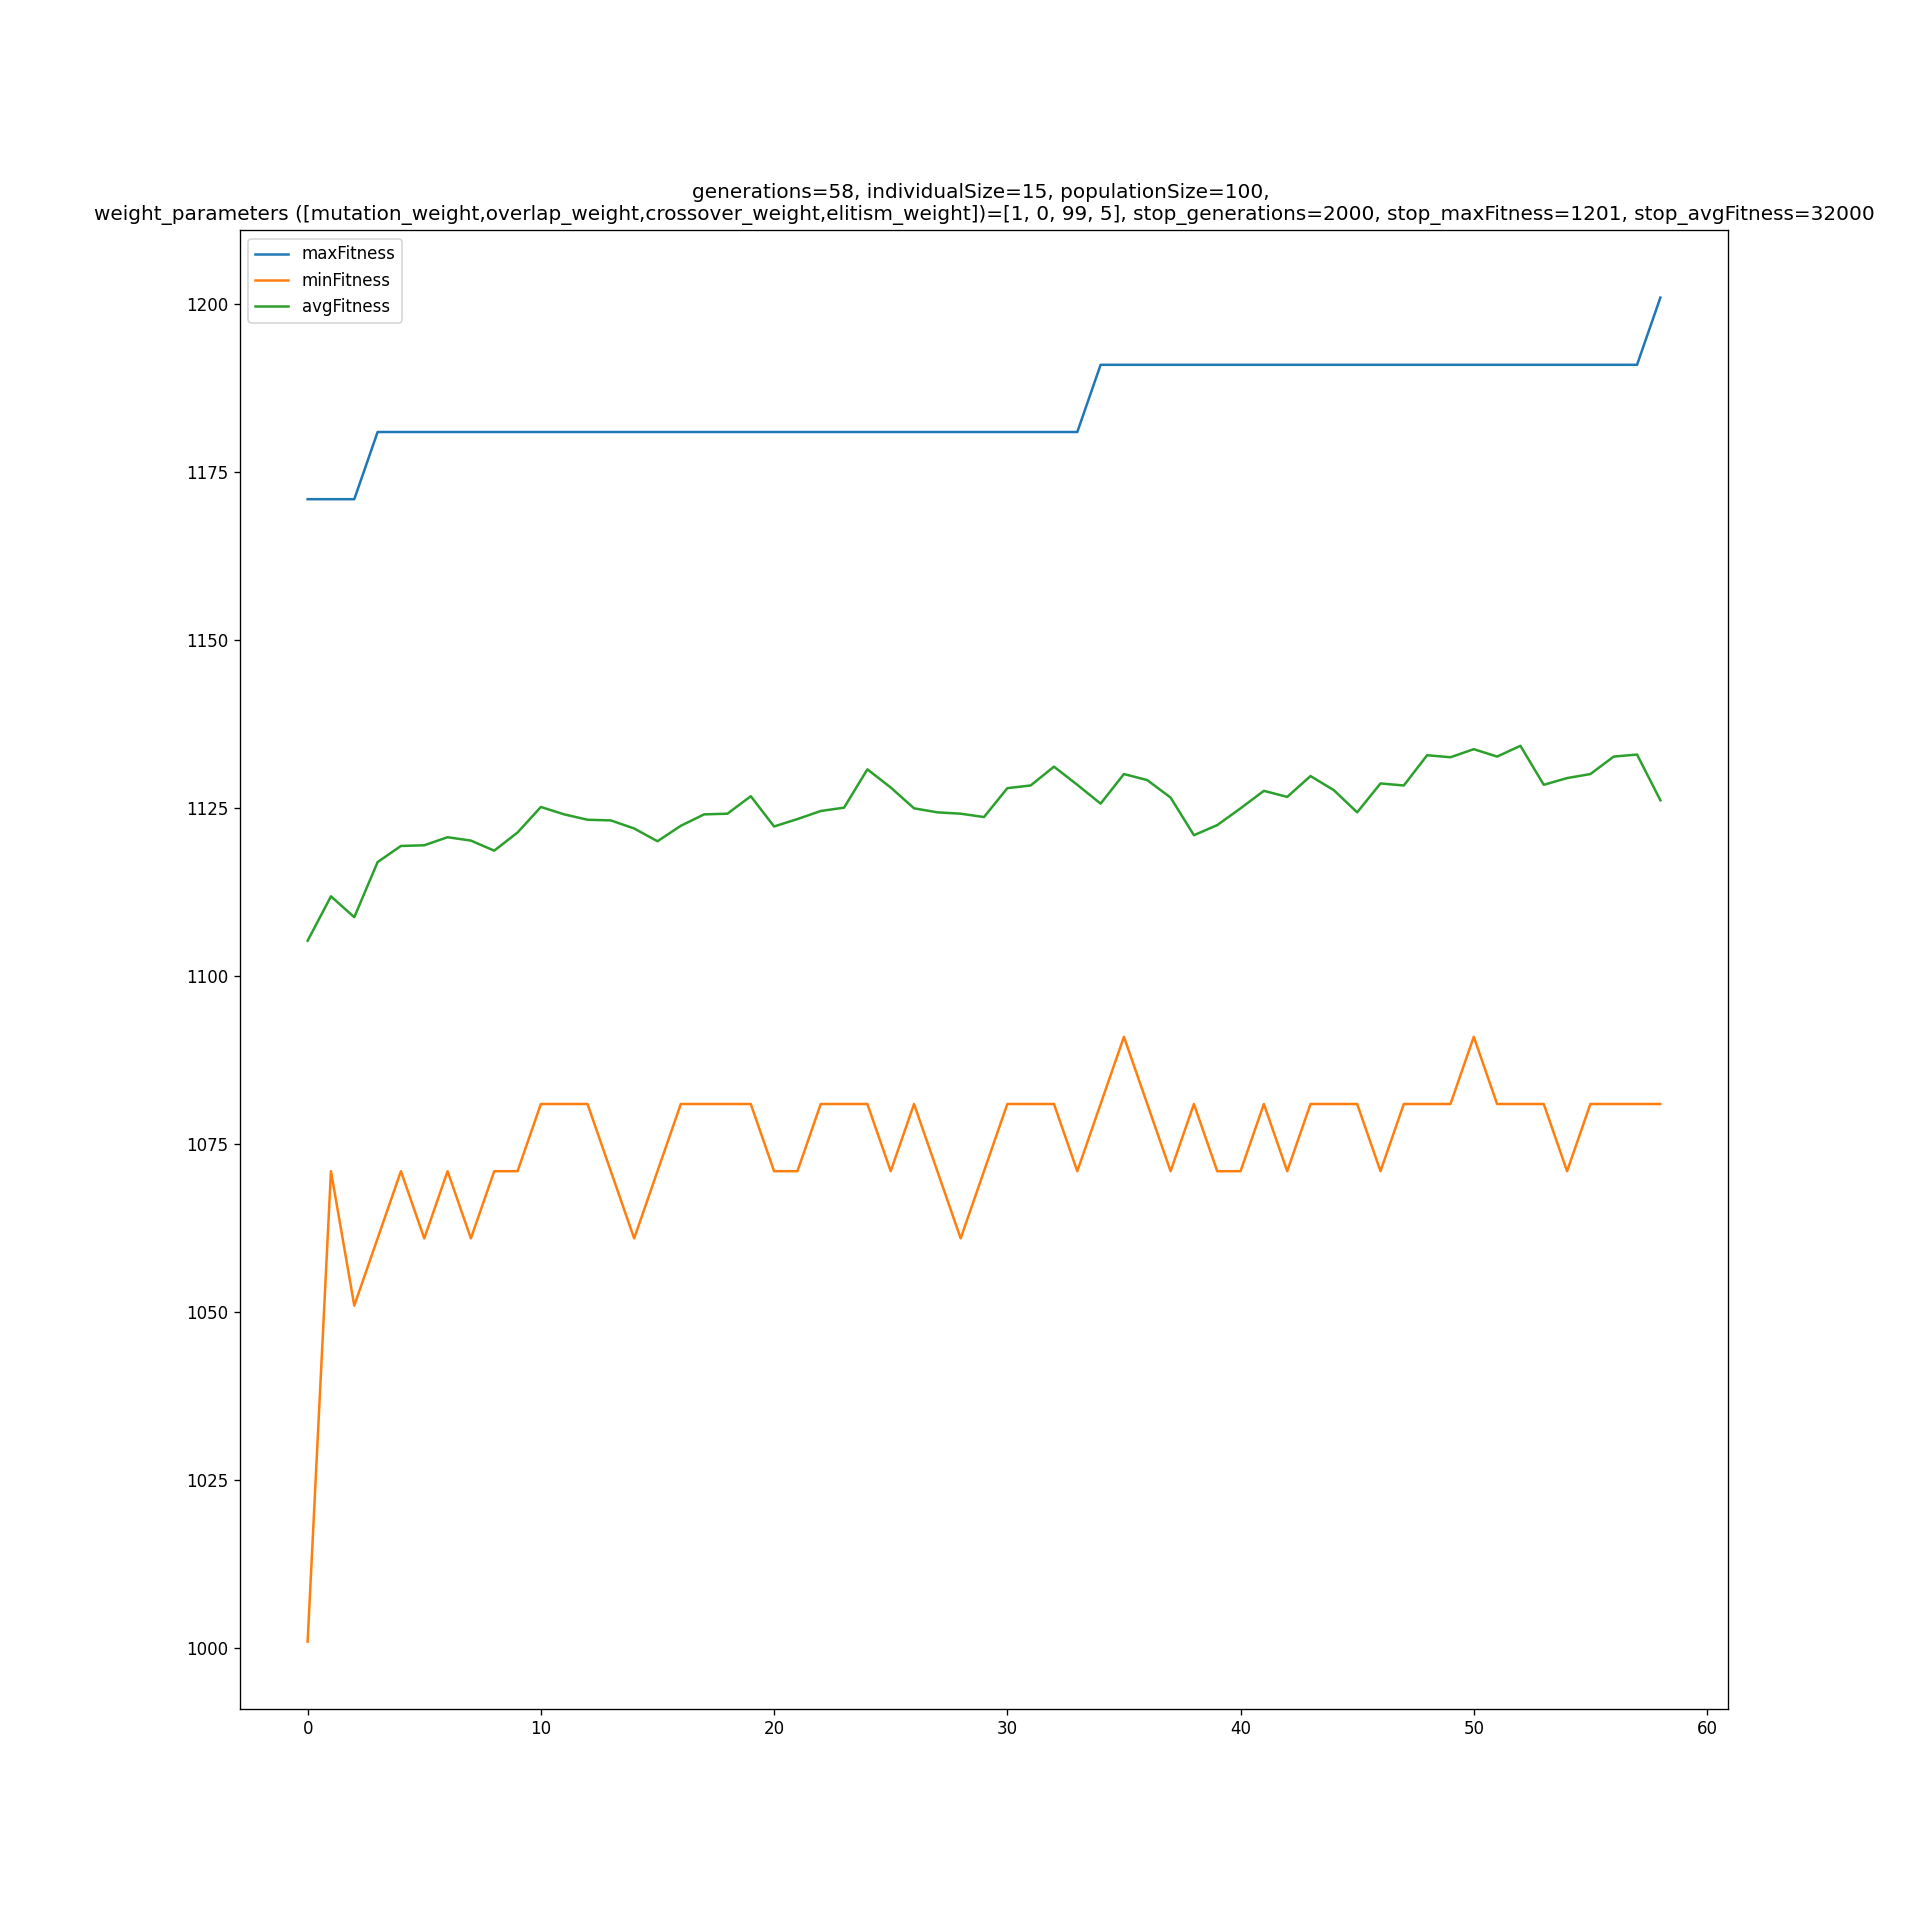 generations=58, individualSize=15, populationSize=100,
weight_parameters ([mutation_weight,overlap_weight,crossover_weight,elitism_weight])=[1, 0, 99, 5], stop_generations=2000, stop_maxFitness=1201, stop_avgFitness=32000
maxFitness
minFitness
avgFitness
1200
1175
1150
1125
1100
1075
1050
1025
1000
0 10 20 30 40 50 60